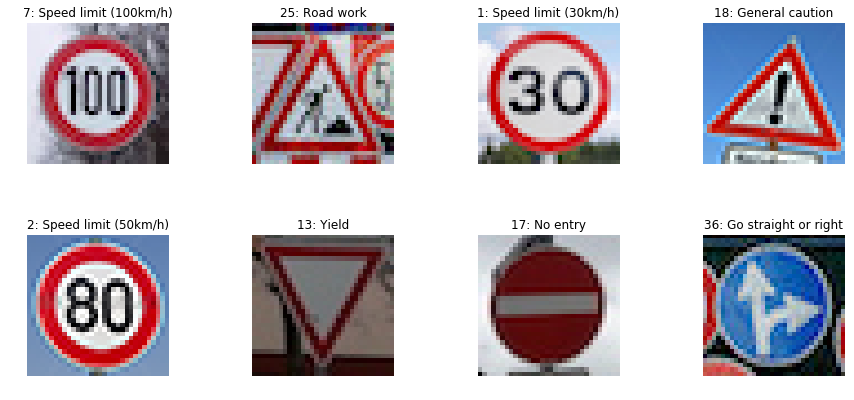 7: Speed limit (100km/h)
25: Road work
1: Speed limit (30km/h)
18: General caution
100
30
!
2: Speed limit (50km/h)
13: Yield
17: No entry
36: Go straight or right
80